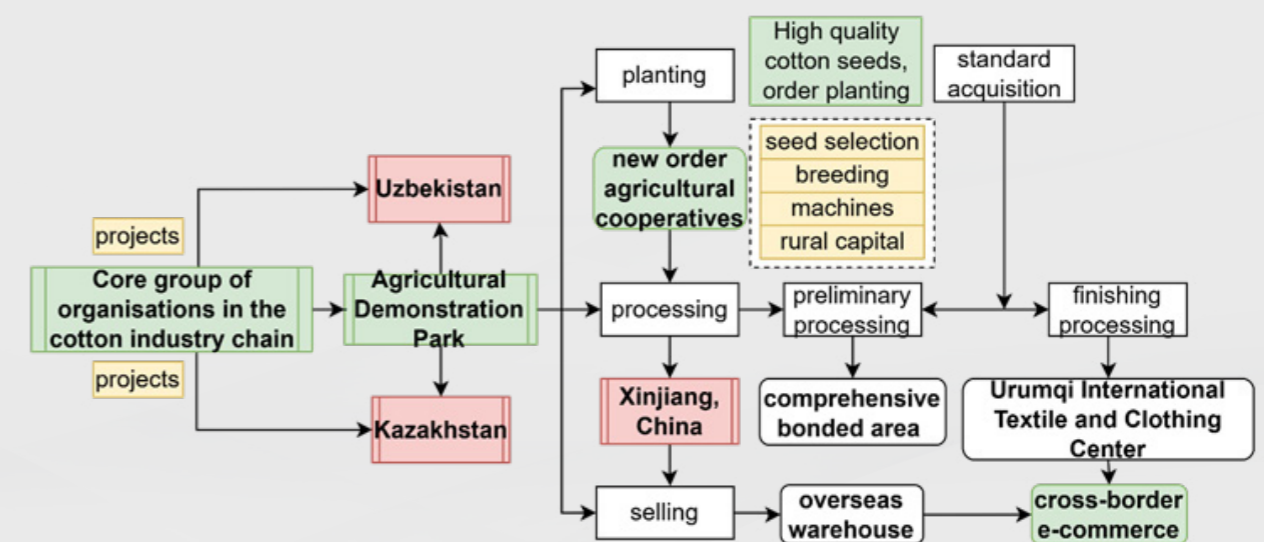 projects
Core group of
organisations in the
cotton industry chain
projects
Uzbekistan
Agricultural
Demonstration
Park
Kazakhstan
planting
new order
agricultural
cooperatives
processing
Xinjiang,
China
selling
High quality
cotton seeds,
order planting
seed selection
breeding
machines
rural capital
standard
acquisition
preliminary
processing
finishing
processing
comprehensive
bonded area
Urumqi International
Textile and Clothing
Center
overseas
warehouse
cross-border
e-commerce